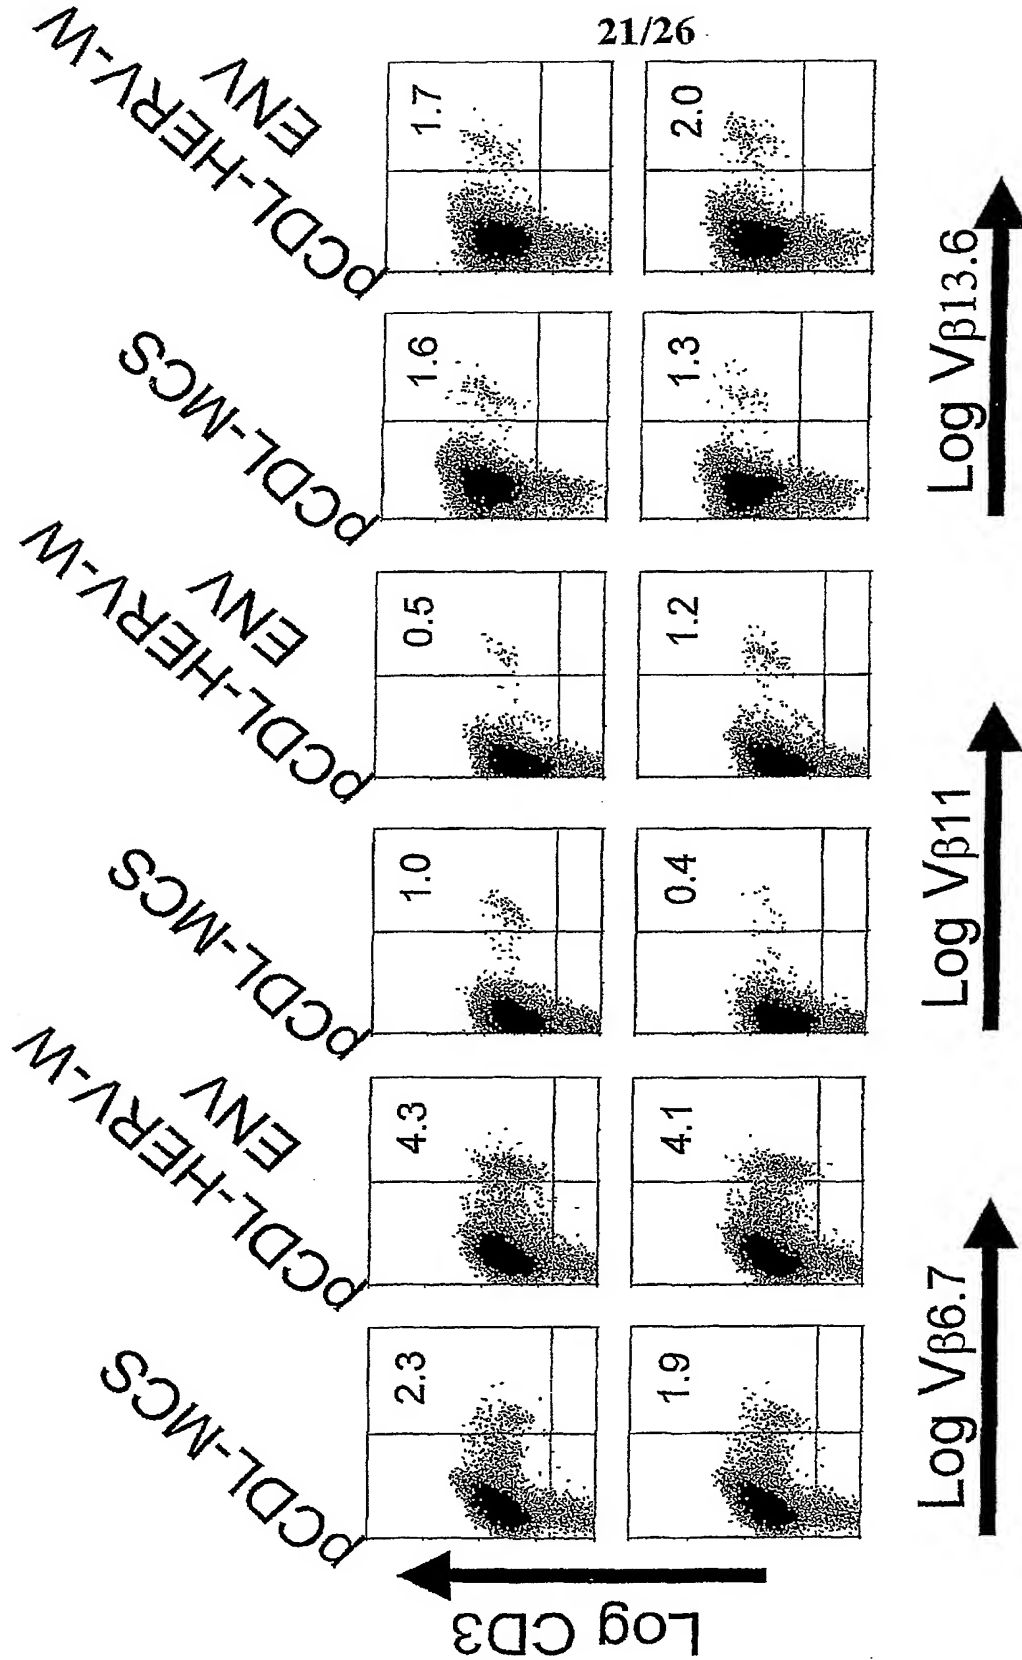 21/26
pCDL-MCS
pCDL-HERV-W
ENV
pCDL-MCS
pCDL-HERV-W
ENV
pCDL-MCS
pCDL-HERV-W
ENV
2.3
4.3
1.0
0.5
1.6
1.7
1.9
4.1
0.4
1.2
1.3
2.0
Log CD3
Log Vβ6.7
Log Vβ11
Log Vβ13.6